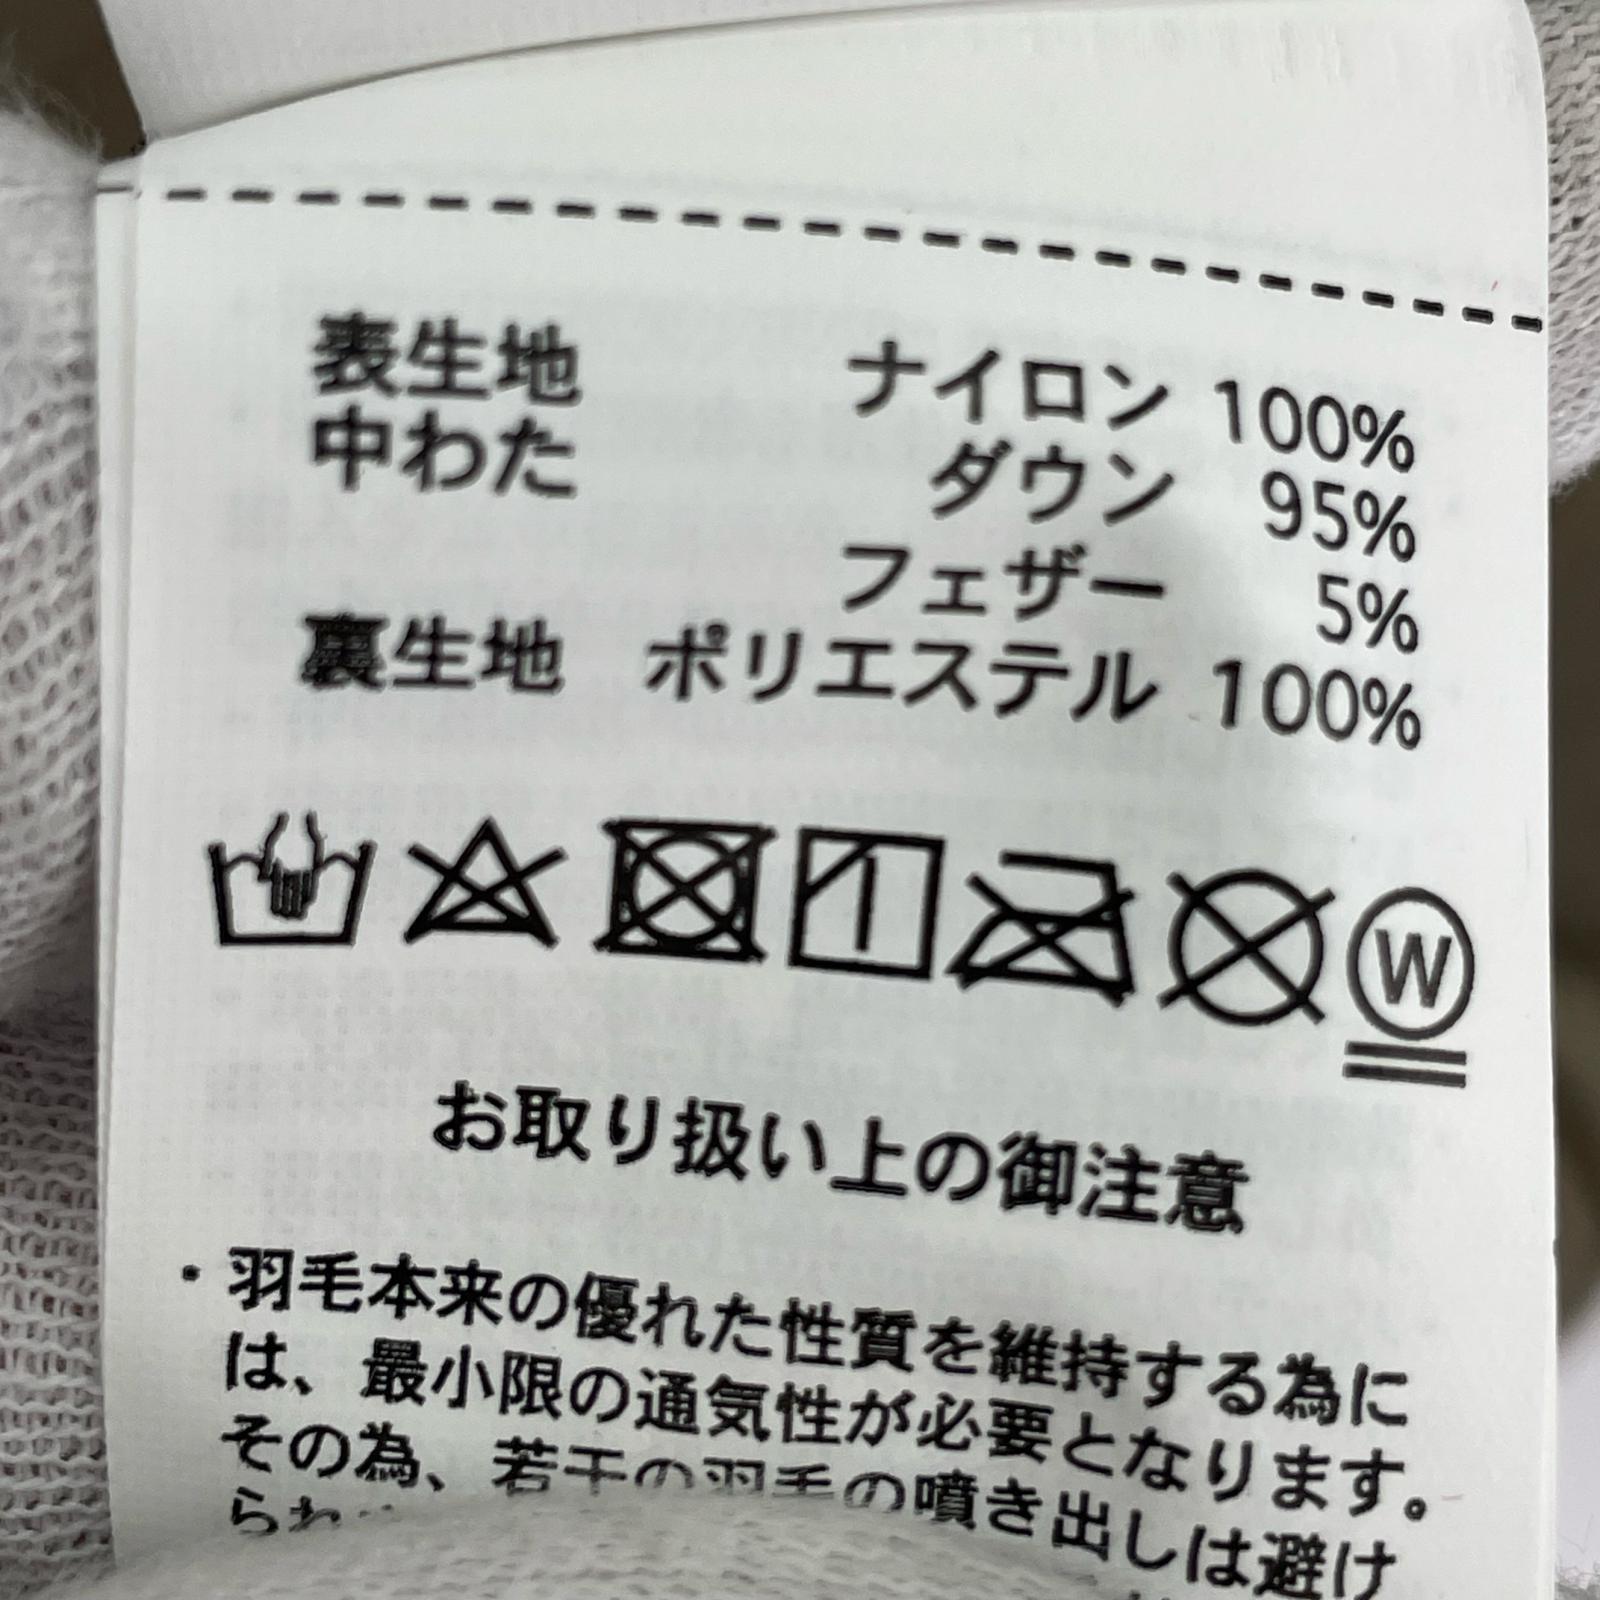 表生地 ナイロン 100%
中わた ダウン 95%
フェザー 5%
裏生地 ポリエステル 100%
W
お取り扱い上の御注意
・羽毛本来の優れた性質を維持する為に
は、最小限の通気性が必要となります。
その為、若干の羽毛の噴き出しは避け
られ